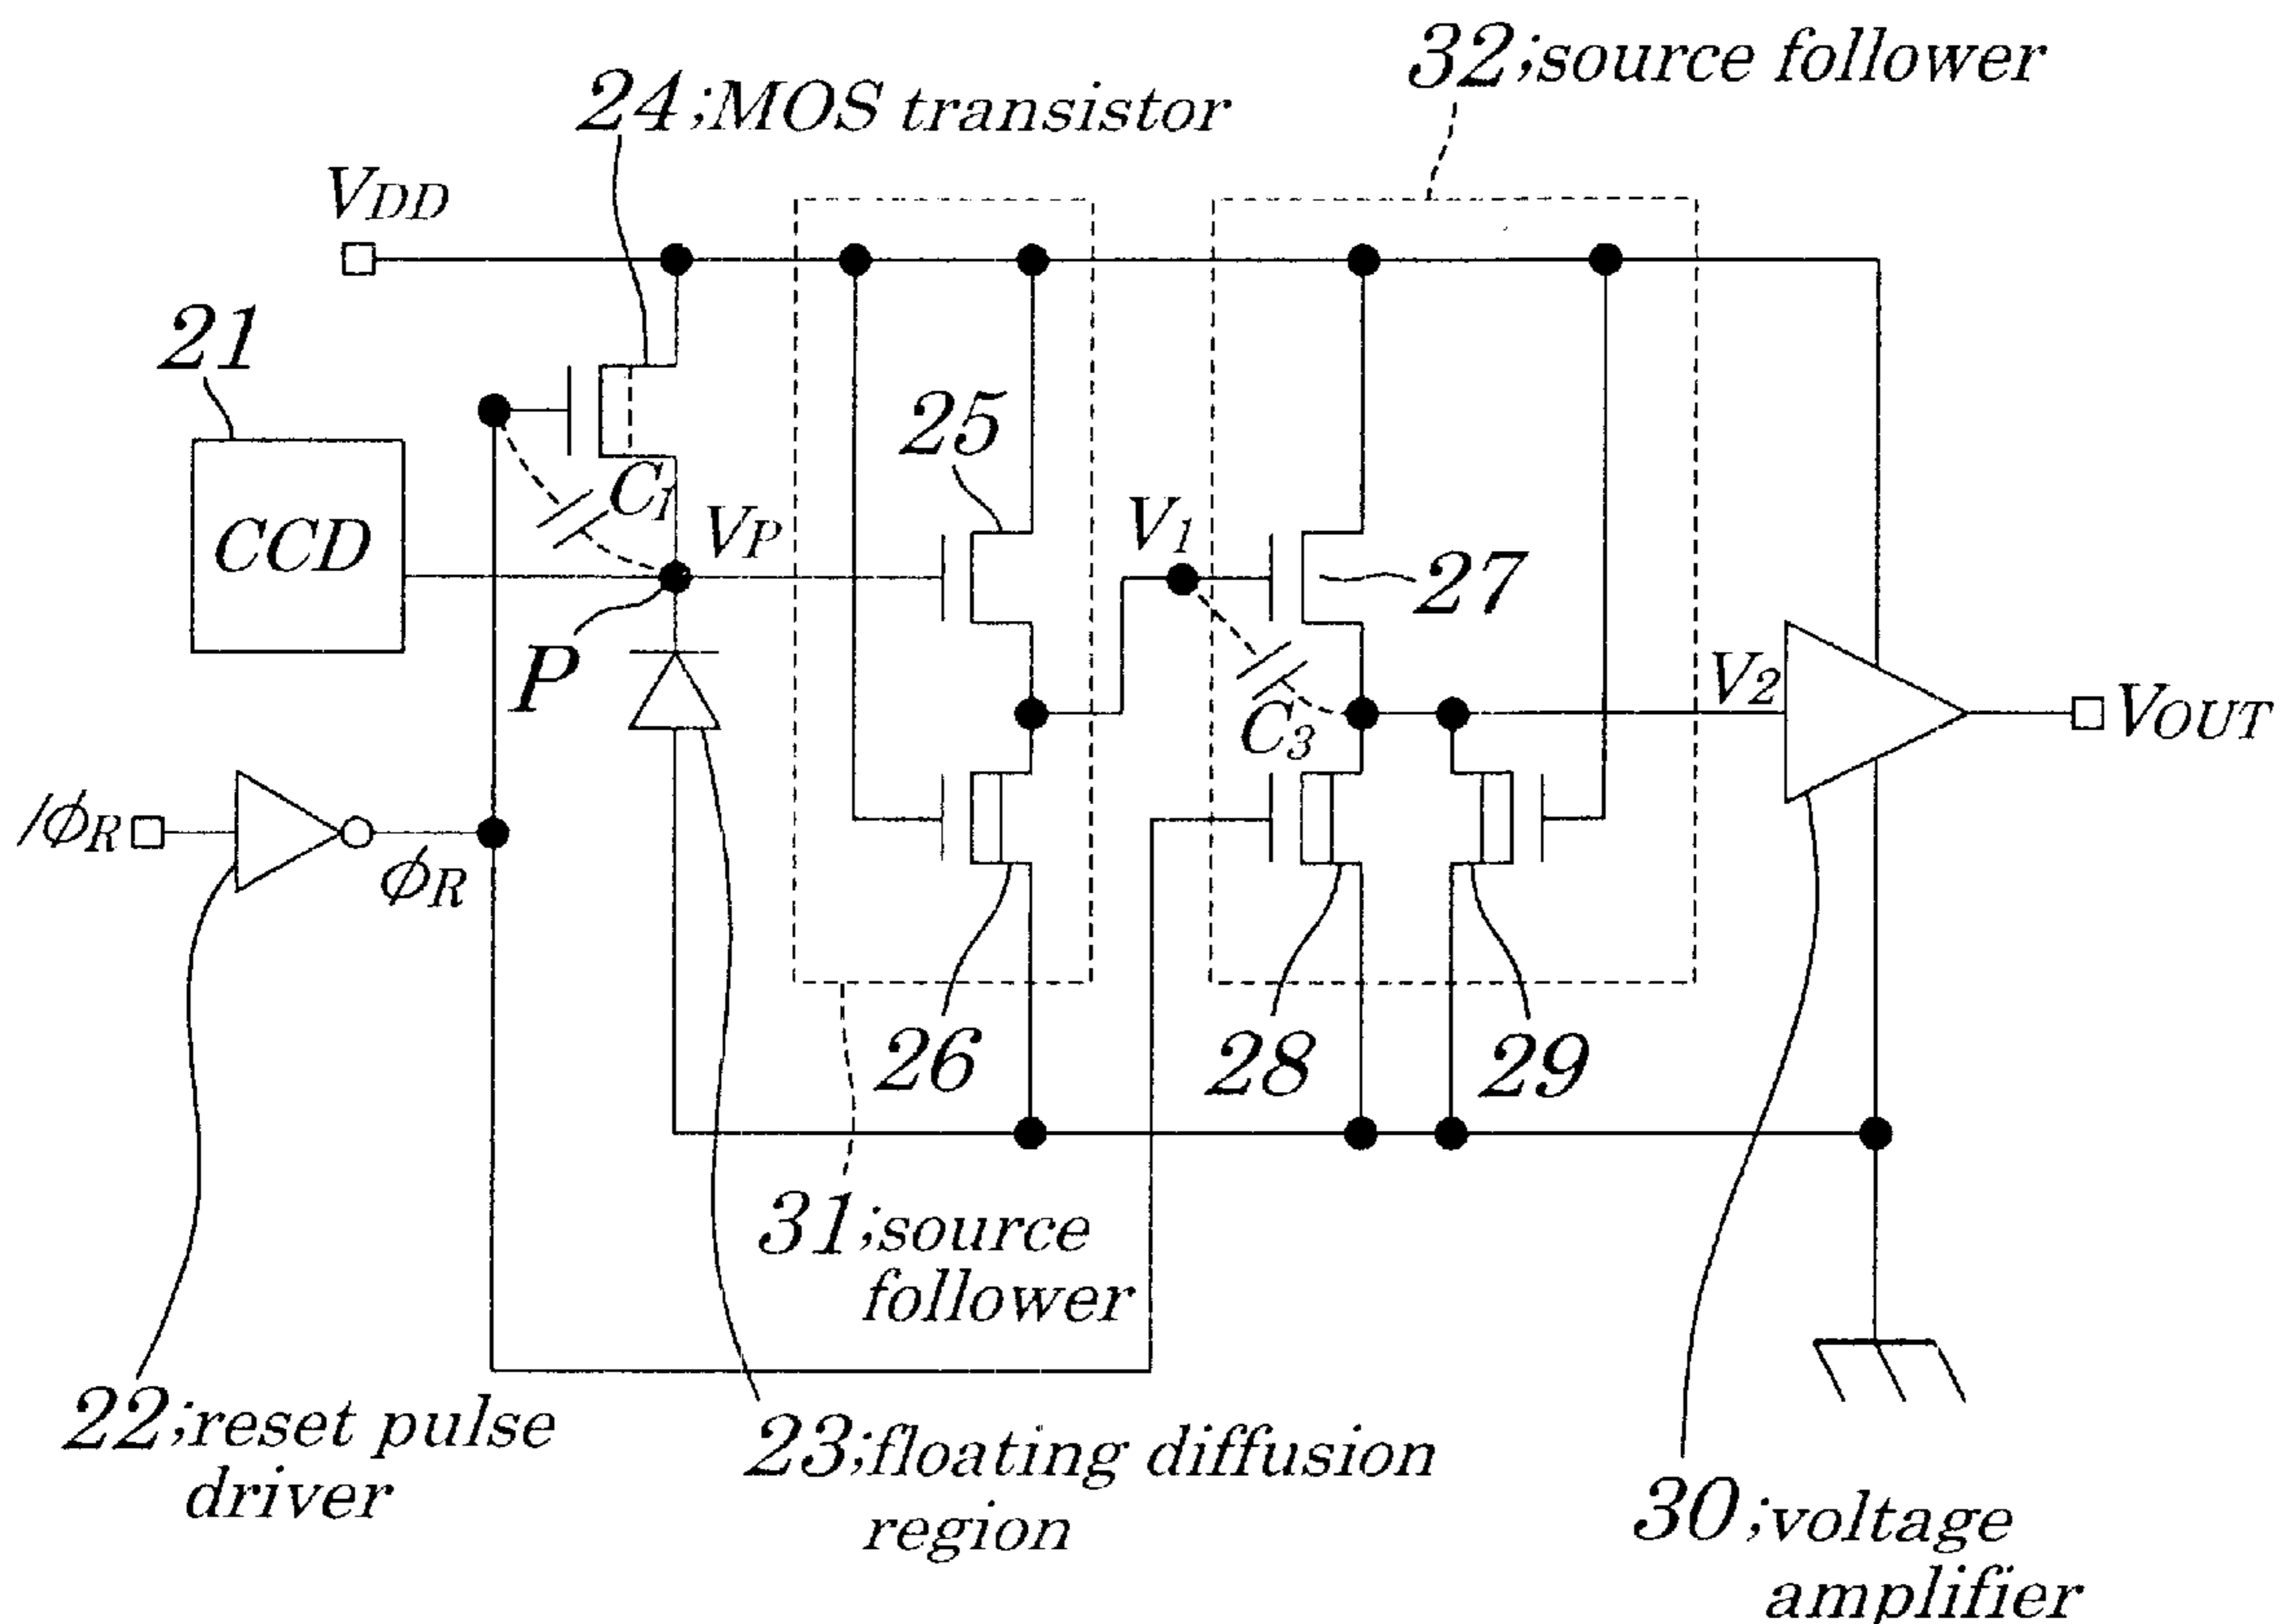 32;source follower
24;MOS transistor
VDD
21
25
C1
CCD
VP
V1
27
P
V2
C3
VOUT
/ϕR
ϕR
26
28
29
31;source
follower
22;reset pulse
driver
23;floating diffusion
region
30;voltage
amplifier